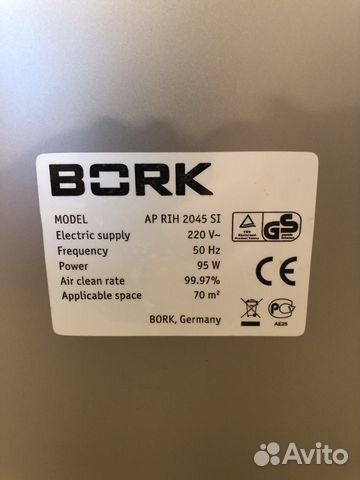 BORK
MODEL AP RIH 2045 SI
Electric supply 220 V~
Frequency 50 Hz
Power 95 W
Air clean rate 99.97%
Applicable space 70 m²
BORK, Germany
TÜV
GS
CE
AE25
Avito